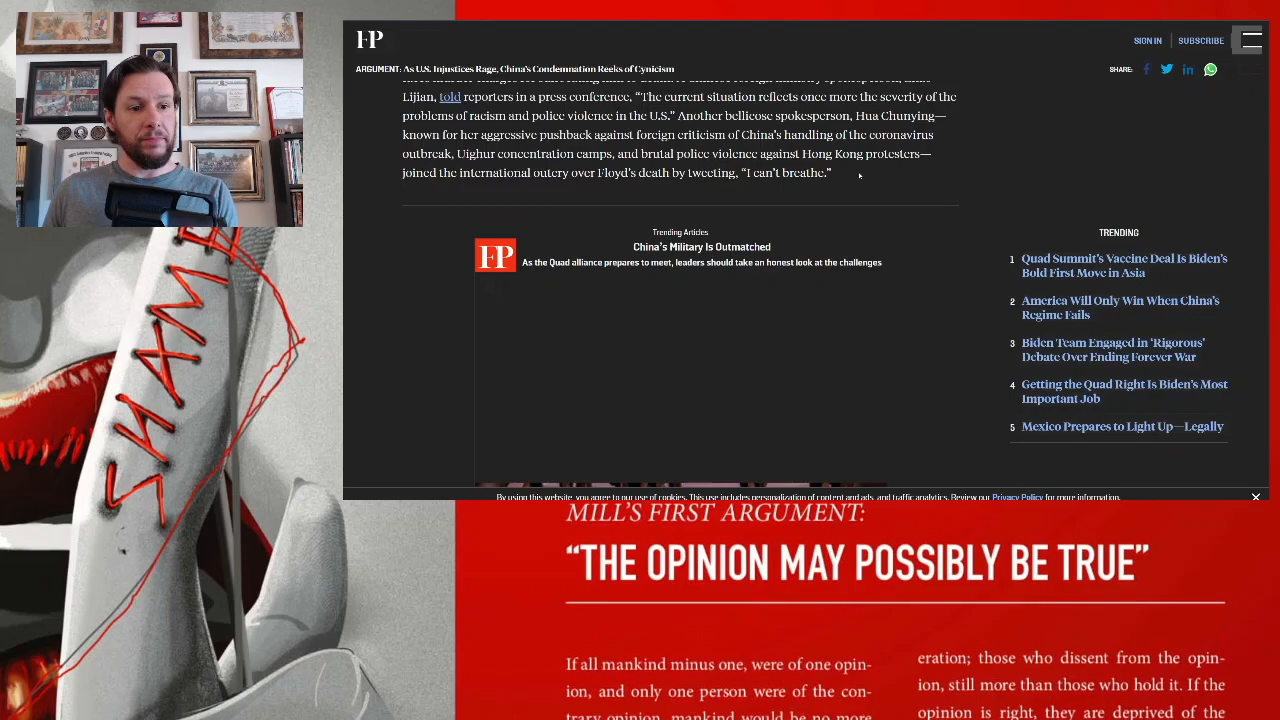 FP
SIGN IN
SUBSCRIBE
ARGUMENT: As U.S. Injustices Rage, China's Condemnation Reeks of Cynicism
SHARE:
Lijian, told reporters in a press conference, “The current situation reflects once more the severity of the
problems of racism and police violence in the U.S.” Another bellicose spokesperson, Hua Chunying—
known for her aggressive pushback against foreign criticism of China's handling of the coronavirus
outbreak, Uighur concentration camps, and brutal police violence against Hong Kong protesters—
joined the international outcry over Floyd's death by tweeting, “I can't breathe.”
Trending Articles
FP
China's Military Is Outmatched
As the Quad alliance prepares to meet, leaders should take an honest look at the challenges
TRENDING
1 Quad Summit's Vaccine Deal Is Biden's
Bold First Move in Asia
2 America Will Only Win When China's
Regime Fails
3 Biden Team Engaged in ‘Rigorous’
Debate Over Ending Forever War
4 Getting the Quad Right Is Biden's Most
Important Job
5 Mexico Prepares to Light Up—Legally
By using this website, you agree to our use of cookies. This use includes personalization of content and ads, and traffic analytics. Review our Privacy Policy for more information.
SHAME
MILL'S FIRST ARGUMENT:
“THE OPINION MAY POSSIBLY BE TRUE”
If all mankind minus one, were of one opin-
ion, and only one person were of the con-
trary opinion, mankind would be no more
eration; those who dissent from the opin-
ion, still more than those who hold it. If the
opinion is right, they are deprived of the